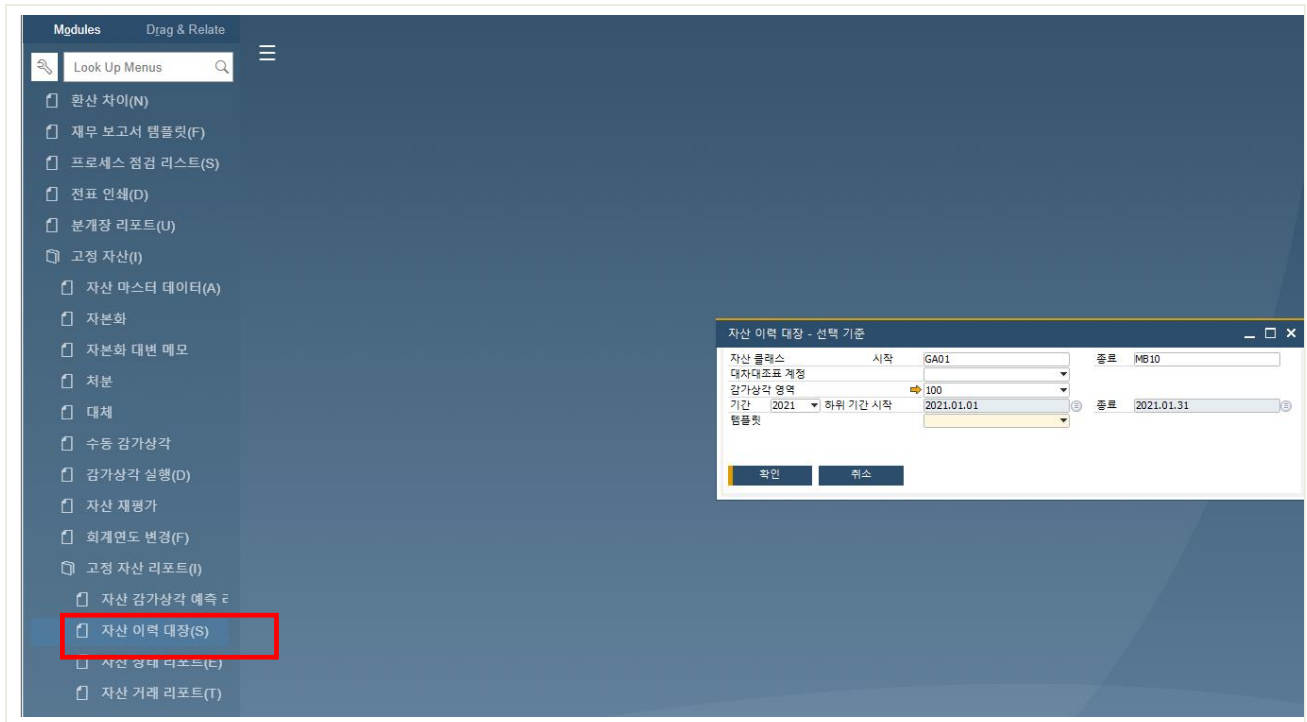 Modules Drag & Relate
Look Up Menus
환산 차이(N)
재무 보고서 템플릿(F)
프로세스 점검 리스트(S)
전표 인쇄(D)
분개장 리포트(U)
고정 자산(I)
자산 마스터 데이터(A)
자본화
자본화 대변 메모
처분
대체
수동 감가상각
감가상각 실행(D)
자산 재평가
회계연도 변경(F)
고정 자산 리포트(I)
자산 감가상각 예측
자산 이력 대장(S)
자산 상태 리포트(E)
자산 거래 리포트(T)
자산 이력 대장 - 선택 기준
자산 클래스 시작 GA01 종료 MB10
대차대조표 계정
감가상각 영역 100
기간 2021 하위 기간 시작 2021.01.01 종료 2021.01.31
템플릿
확인 취소